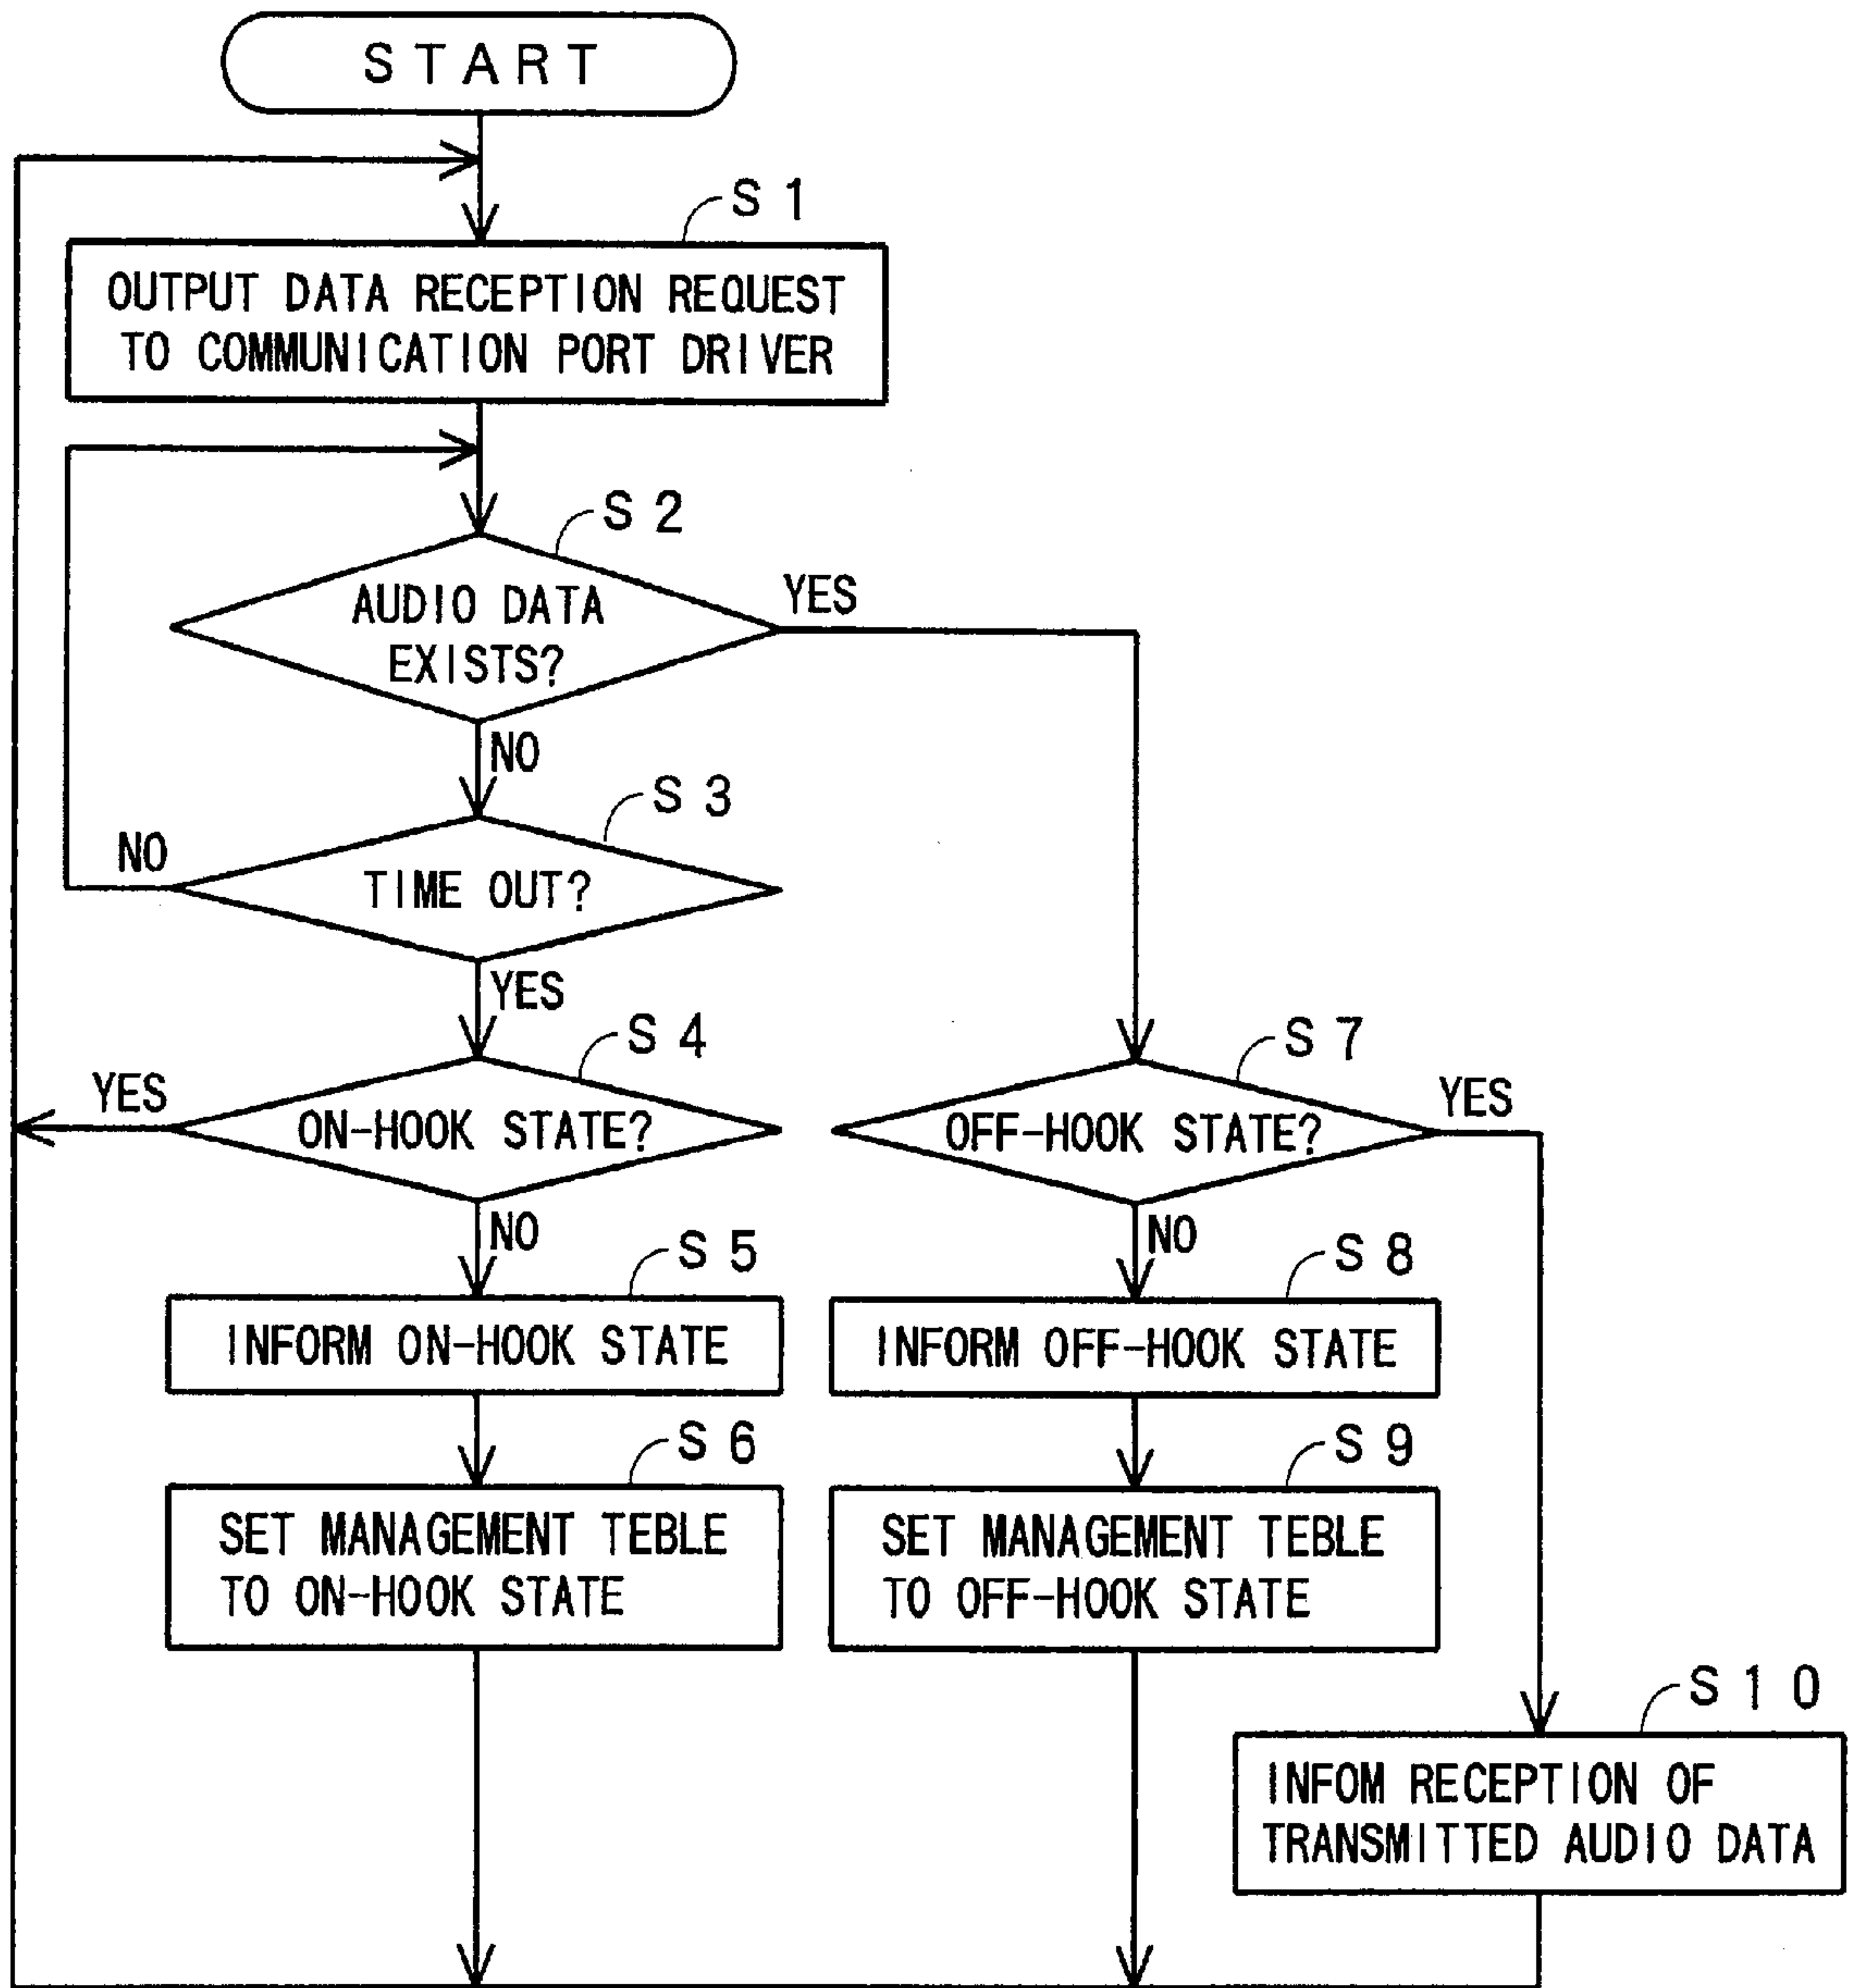 START
S1
OUTPUT DATA RECEPTION REQUEST
TO COMMUNICATION PORT DRIVER
S2
AUDIO DATA
EXISTS?
YES
NO
S3
TIME OUT?
NO
YES
S4
ON-HOOK STATE?
YES
NO
S5
INFORM ON-HOOK STATE
S6
SET MANAGEMENT TEBLE
TO ON-HOOK STATE
S7
OFF-HOOK STATE?
YES
NO
S8
INFORM OFF-HOOK STATE
S9
SET MANAGEMENT TEBLE
TO OFF-HOOK STATE
S10
INFOM RECEPTION OF
TRANSMITTED AUDIO DATA